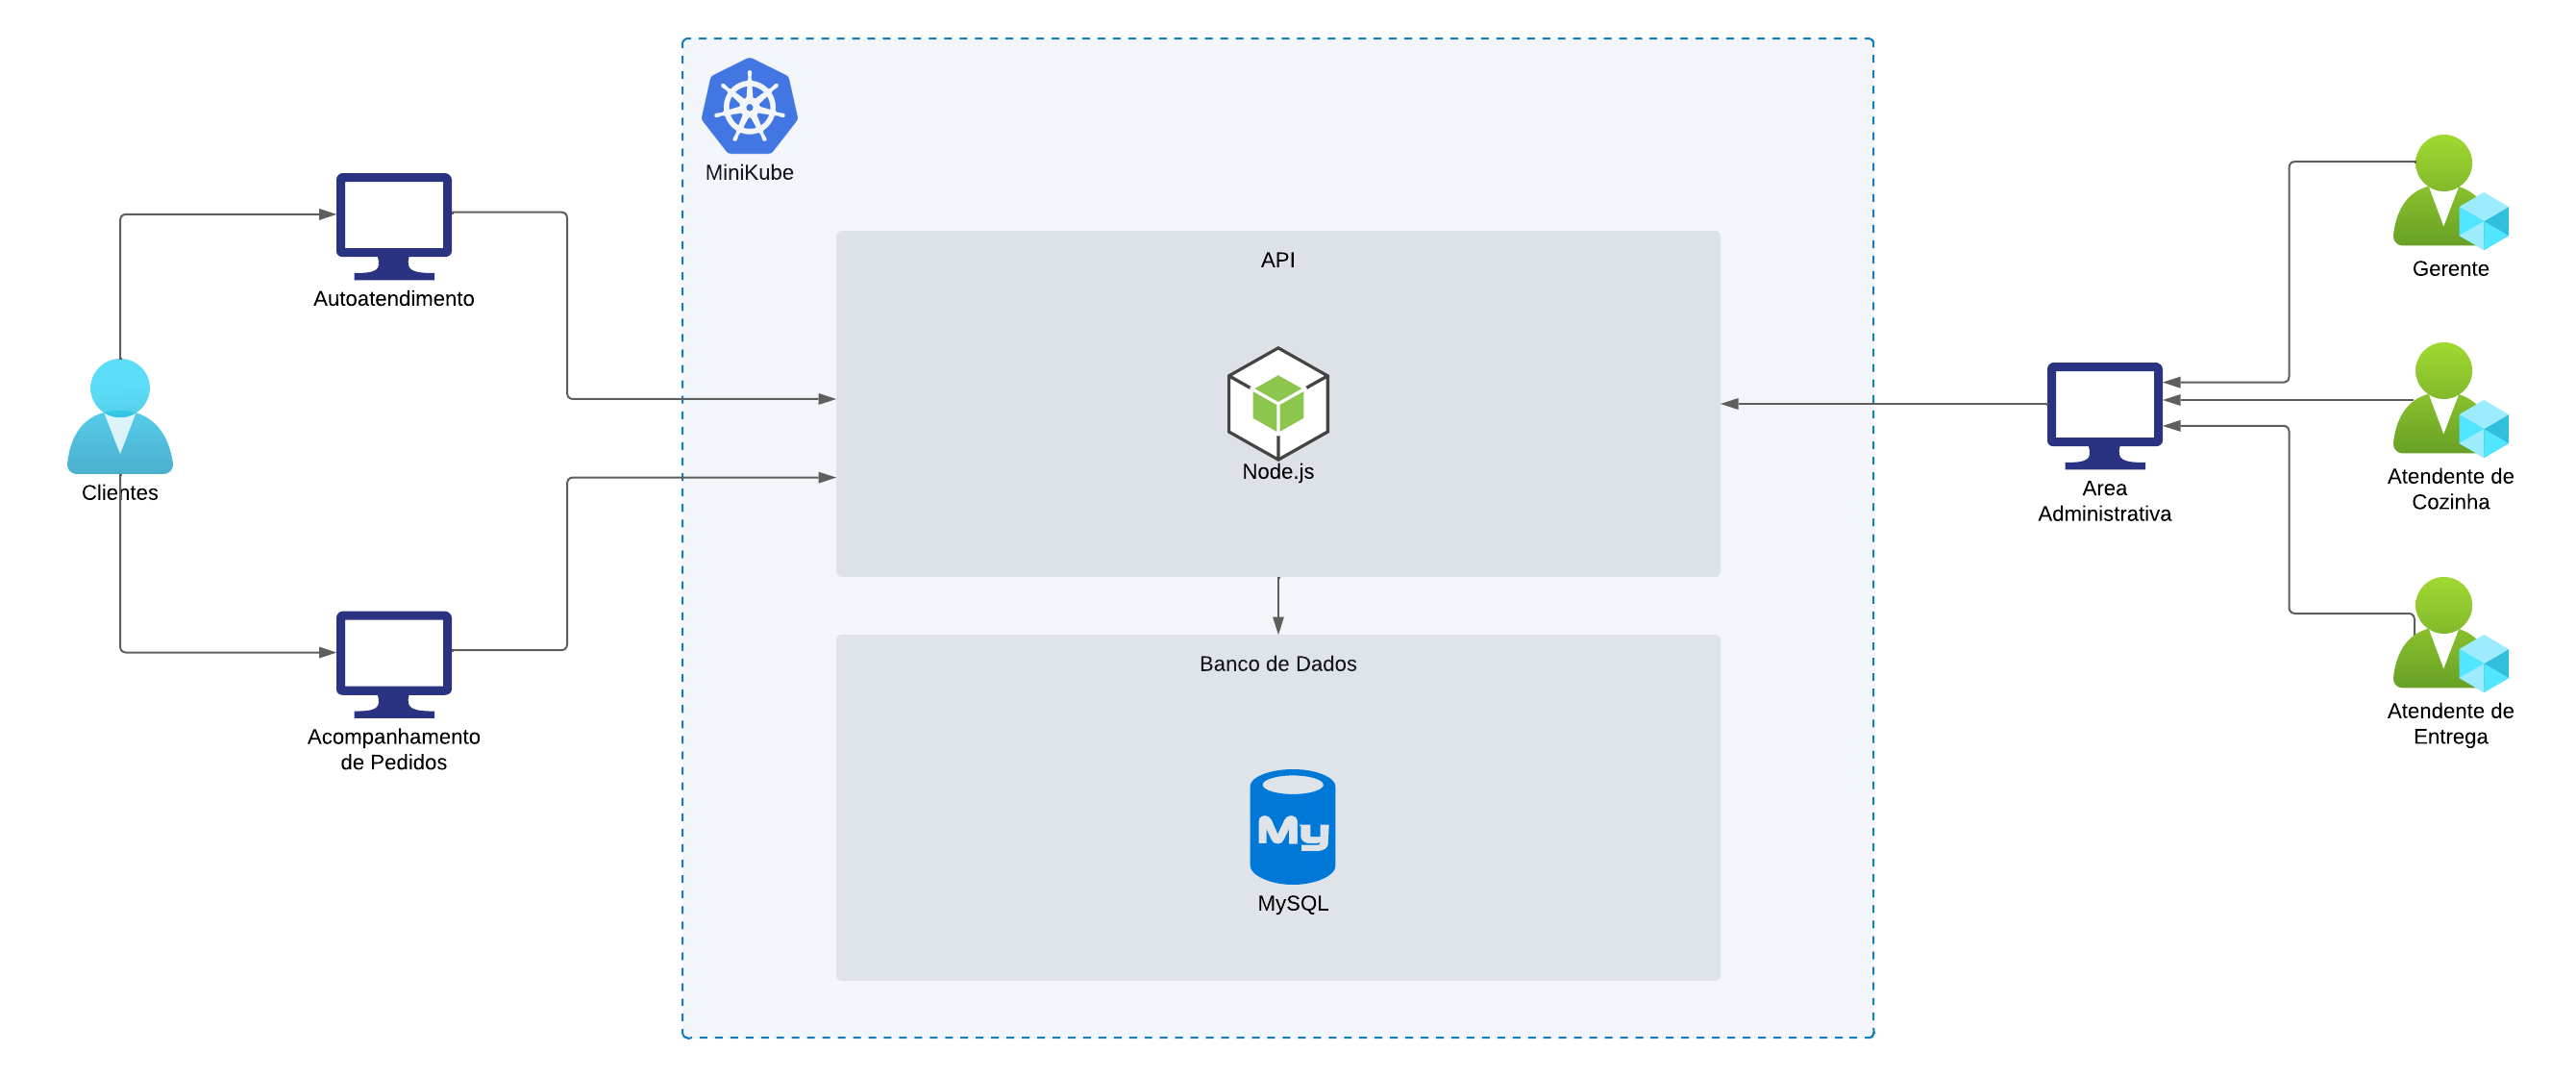 MiniKube
Autoatendimento
Clientes
Acompanhamento
de Pedidos
API
Node.js
Banco de Dados
My
MySQL
Area
Administrativa
Gerente
Atendente de
Cozinha
Atendente de
Entrega